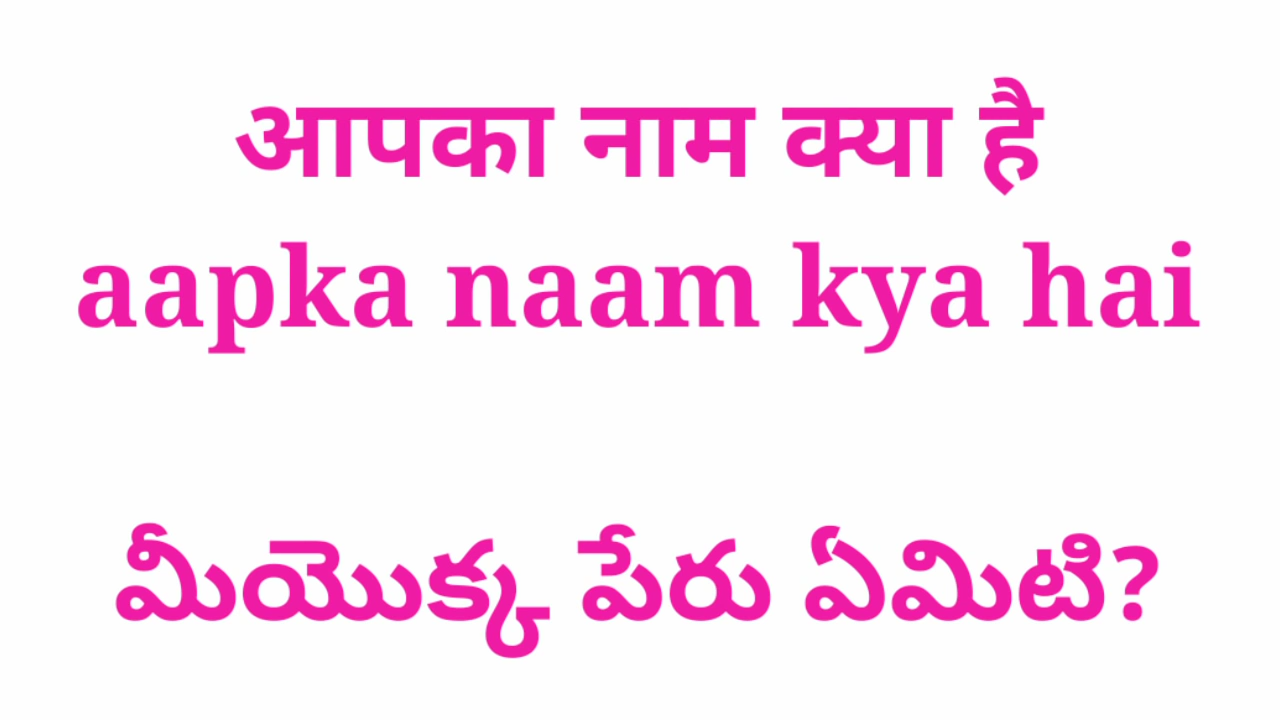 आपका नाम क्या है
aapka naam kya hai
మీయొక్క పేరు ఏమిటి?